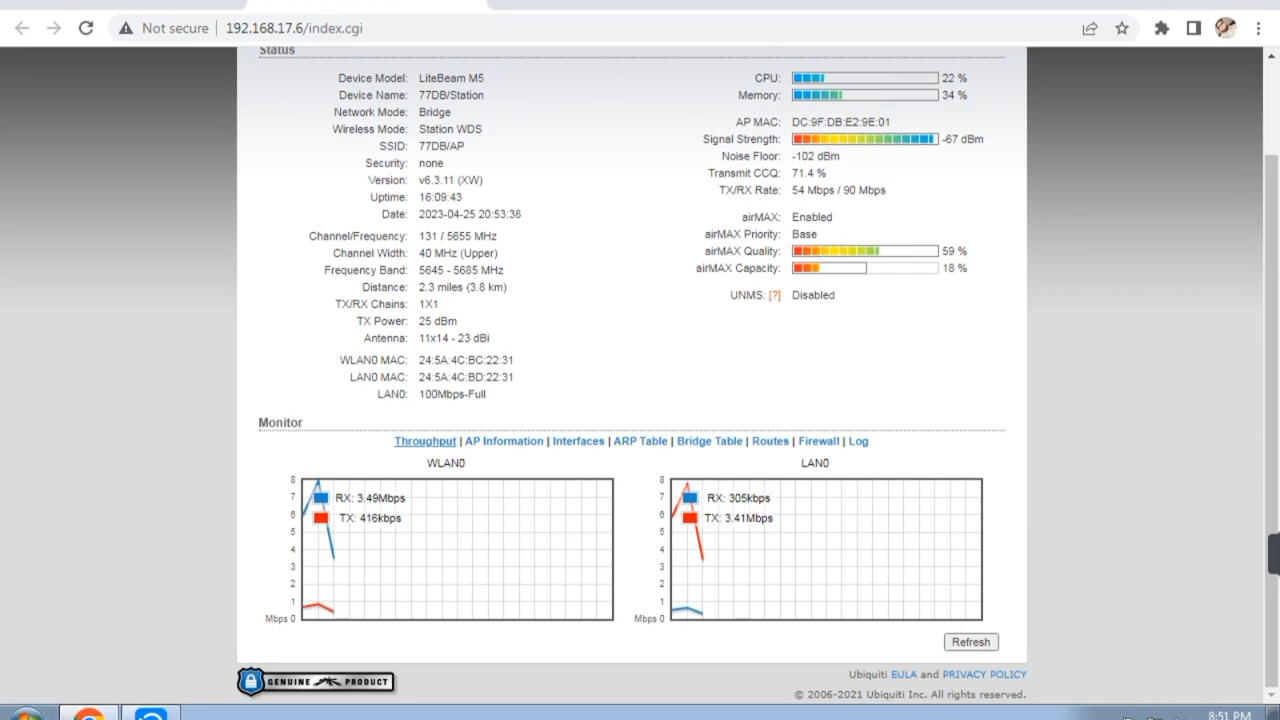 Not secure 192.168.17.6/index.cgi
Status
Device Model: LiteBeam M5
Device Name: 77DB/Station
Network Mode: Bridge
Wireless Mode: Station WDS
SSID: 77DB/AP
Security: none
Version: v6.3.11 (XW)
Uptime: 16:09:43
Date: 2023-04-25 20:53:38
Channel/Frequency: 131 / 5655 MHz
Channel Width: 40 MHz (Upper)
Frequency Band: 5645 - 5685 MHz
Distance: 2.3 miles (3.8 km)
TX/RX Chains: 1X1
TX Power: 25 dBm
Antenna: 11x14 - 23 dBi
WLAN0 MAC: 24:5A:4C:BC:22:31
LAN0 MAC: 24:5A:4C:BD:22:31
LAN0: 100Mbps-Full
CPU: 22 %
Memory: 34 %
AP MAC: DC:9F:DB:E2:9E:01
Signal Strength: -67 dBm
Noise Floor: -102 dBm
Transmit CCQ: 71.4 %
TX/RX Rate: 54 Mbps / 90 Mbps
airMAX: Enabled
airMAX Priority: Base
airMAX Quality: 59 %
airMAX Capacity: 18 %
UNMS: [?] Disabled
Monitor
Throughput | AP Information | Interfaces | ARP Table | Bridge Table | Routes | Firewall | Log
WLAN0
8
7
6
5
4
3
2
1
Mbps 0
RX: 3.49Mbps
TX: 416kbps
LAN0
8
7
6
5
4
3
2
1
Mbps 0
RX: 305kbps
TX: 3.41Mbps
Refresh
GENUINE PRODUCT
Ubiquiti EULA and PRIVACY POLICY
© 2006-2021 Ubiquiti Inc. All rights reserved.
8:51 PM